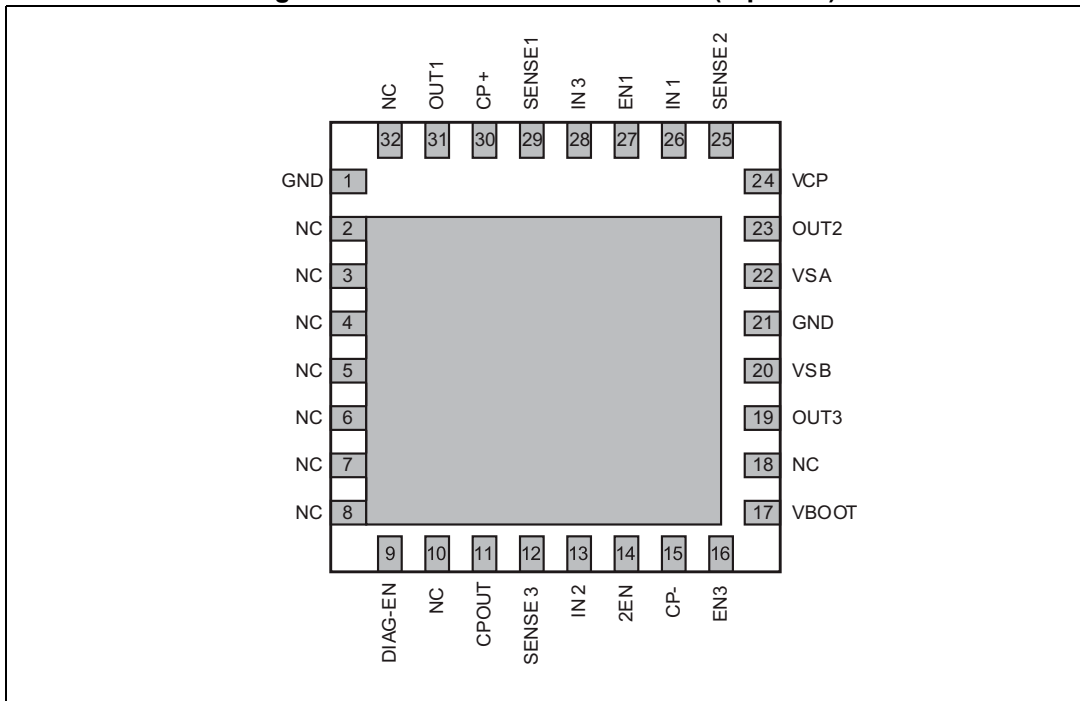 NC
OUT1
CP+
SENSE1
IN 3
EN1
IN 1
SENSE 2
32 31 30 29 28 27 26 25
GND 1
24 VCP
NC 2
23 OUT2
NC 3
22 VSA
NC 4
21 GND
NC 5
20 VSB
NC 6
19 OUT3
NC 7
18 NC
NC 8
17 VBOOT
9 10 11 12 13 14 15 16
DIAG-EN
NC
CPOUT
SENSE 3
IN 2
2EN
CP-
EN3